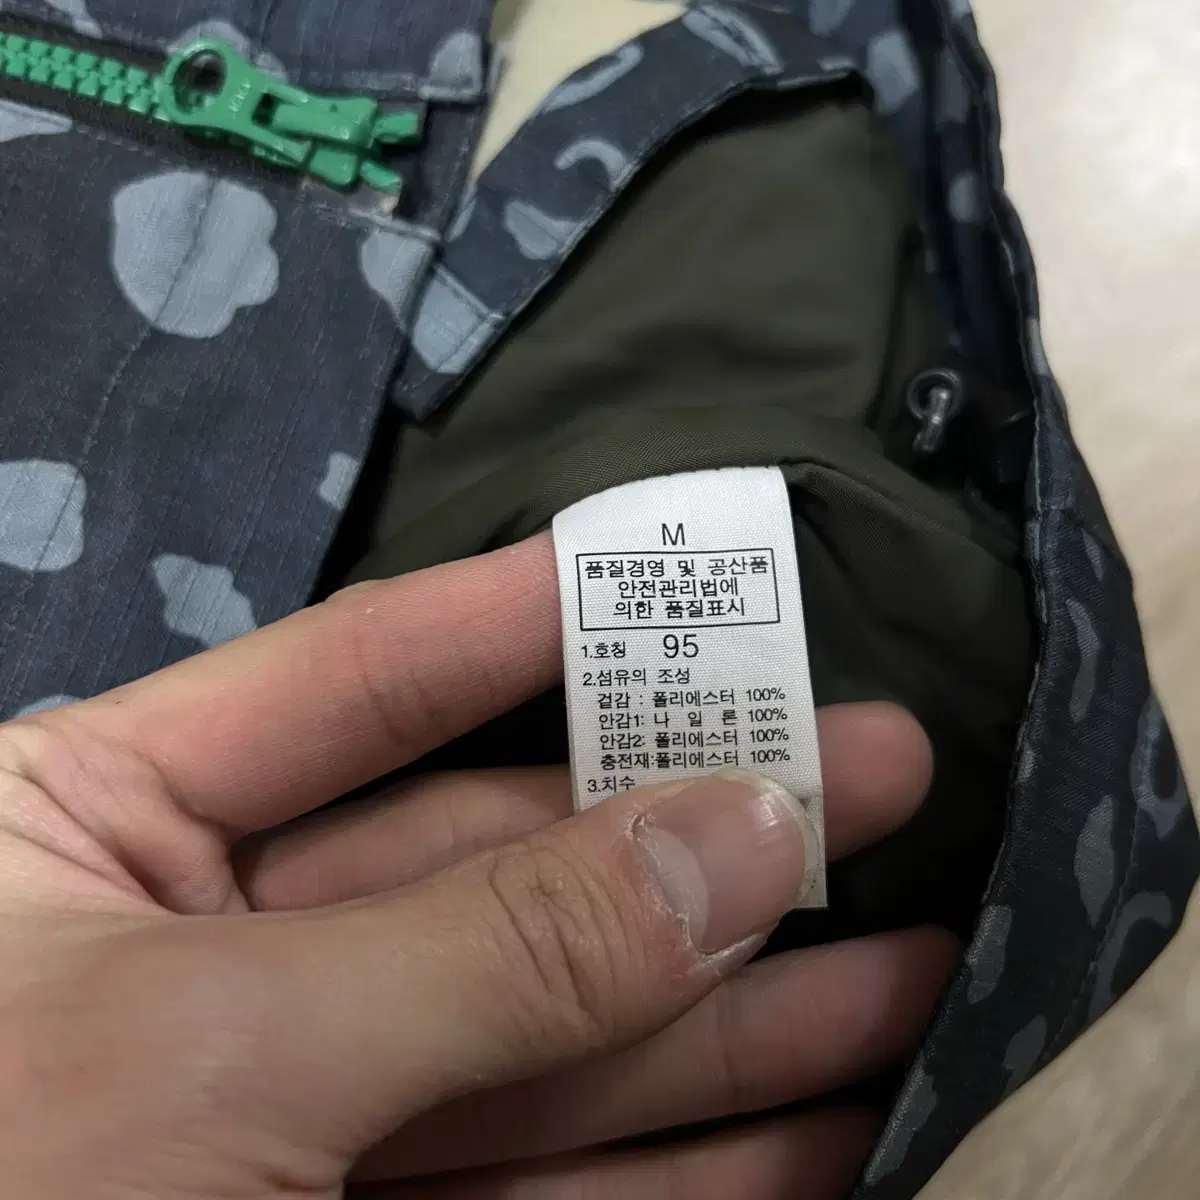 M
품질경영 및 공산품
안전관리법에
의한 품질표시
1.호칭 95
2.섬유의 조성
겉감 : 폴리에스터 100%
안감1: 나 일 론 100%
안감2: 폴리에스터 100%
충전재:폴리에스터 100%
3.치수
YKK